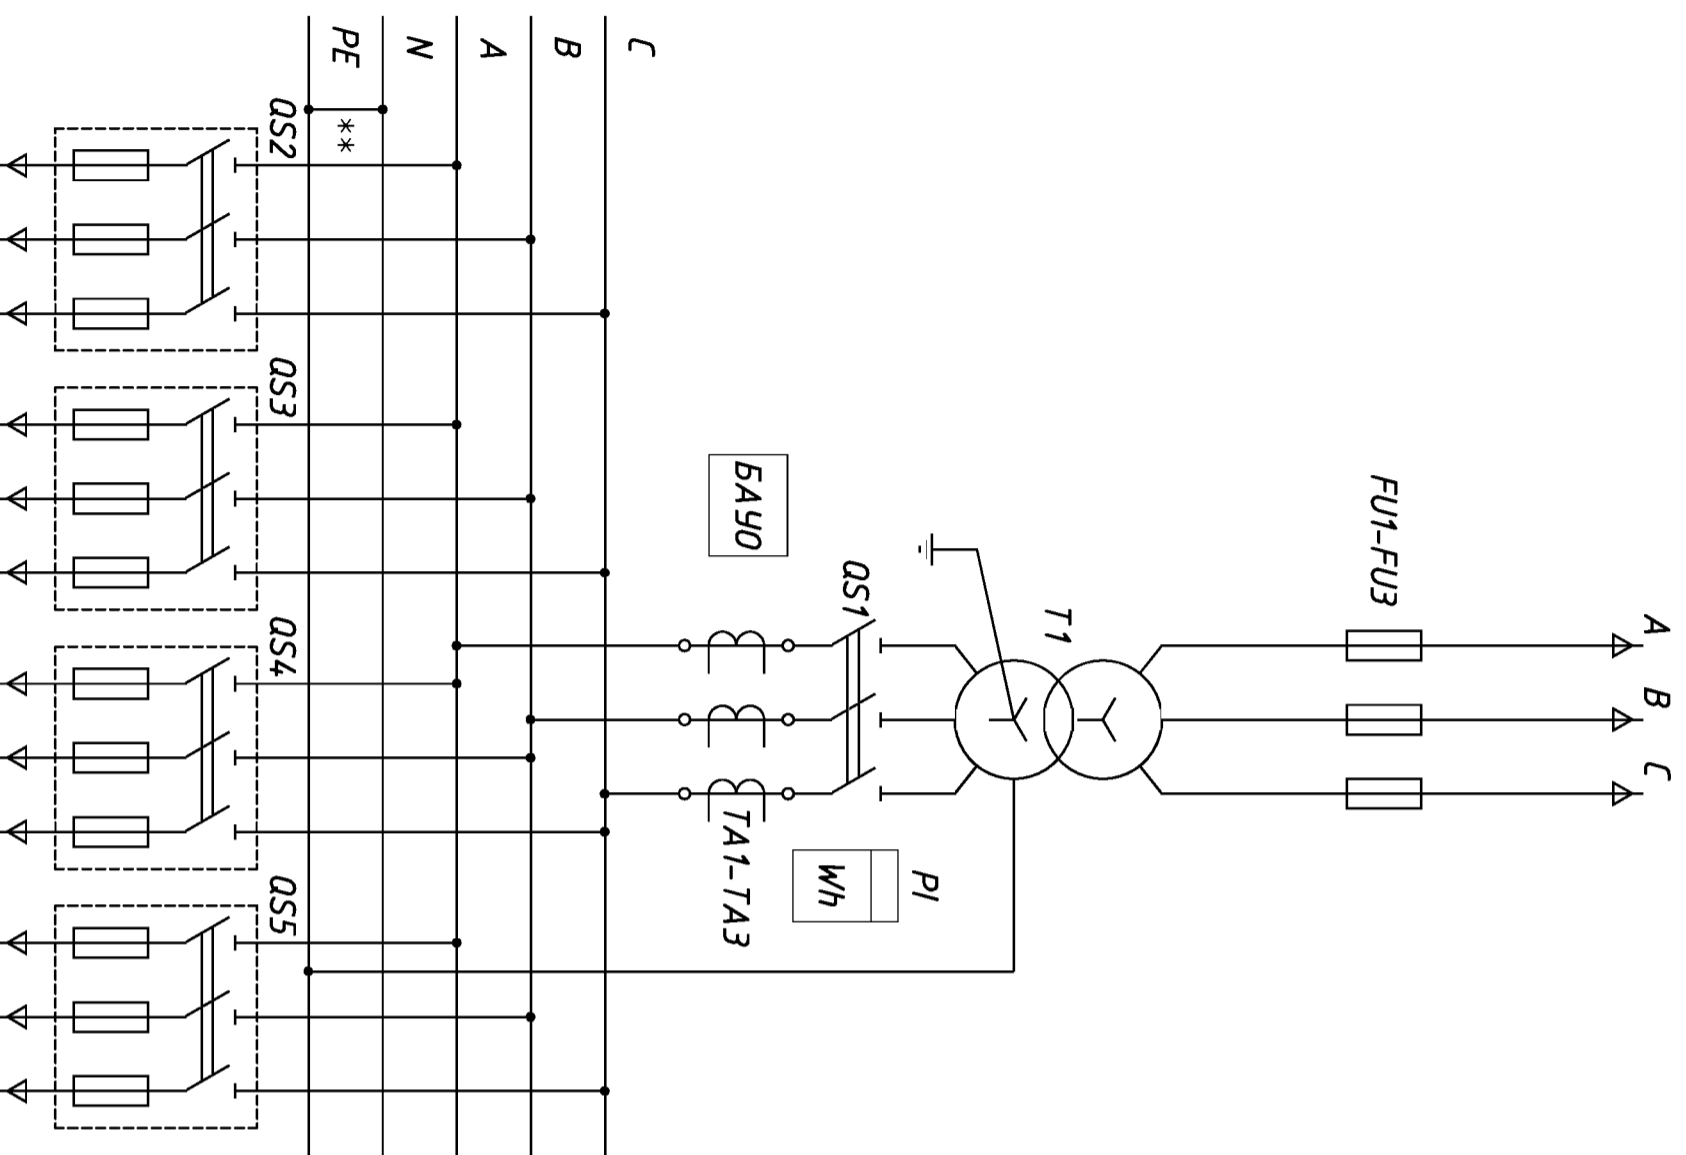 A B C
FU1-FU3
T1
PI
QS1
Wh
БАУО
TA1-TA3
C
B
A
N
PE
**
QS2 QS3 QS4 QS5